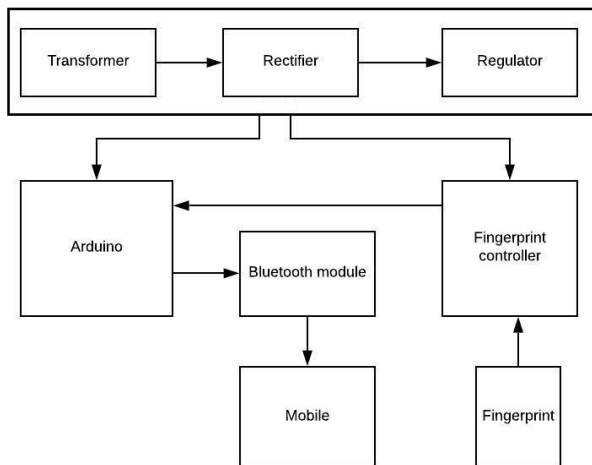 Transformer
Rectifier
Regulator
Arduino
Fingerprint
controller
Bluetooth module
Mobile
Fingerprint